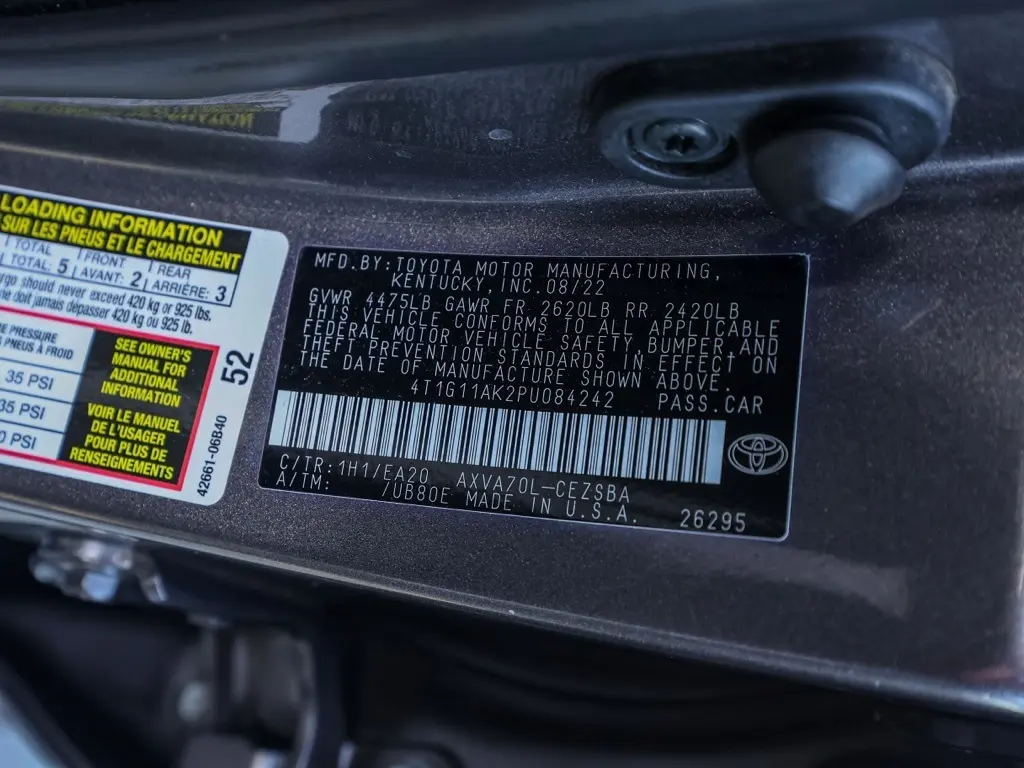 LOADING INFORMATION
SUR LES PNEUS ET LE CHARGEMENT
TOTAL FRONT REAR
TOTAL: 5 AVANT: 2 ARRIÈRE: 3
should never exceed 420 kg or 925 lbs.
ne doit jamais dépasser 420 kg ou 925 lb.
PRESSURE
PNEUS À FROID
35 PSI
35 PSI
PSI
SEE OWNER'S
MANUAL FOR
ADDITIONAL
INFORMATION
VOIR LE MANUEL
DE L'USAGER
POUR PLUS DE
RENSEIGNEMENTS
52
42661-06B40
MFD.BY:TOYOTA MOTOR MANUFACTURING,
KENTUCKY,INC.08/22
GVWR 4475LB GAWR FR 2620LB RR 2420LB
THIS VEHICLE CONFORMS TO ALL APPLICABLE
FEDERAL MOTOR VEHICLE SAFETY,BUMPER,AND
THEFT PREVENTION STANDARDS IN EFFECT ON
THE DATE OF MANUFACTURE SHOWN ABOVE.
4T1G11AK2PU084242 PASS.CAR
C/TR:1H1/EA20 AXVA70L-CEZSBA
A/TM: /UB80E MADE IN U.S.A. 26295